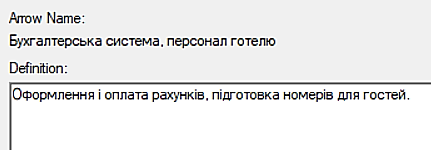 Arrow Name:
Бухгалтерська система, персонал готелю
Definition:
Оформлення і оплата рахунків, підготовка номерів для гостей.